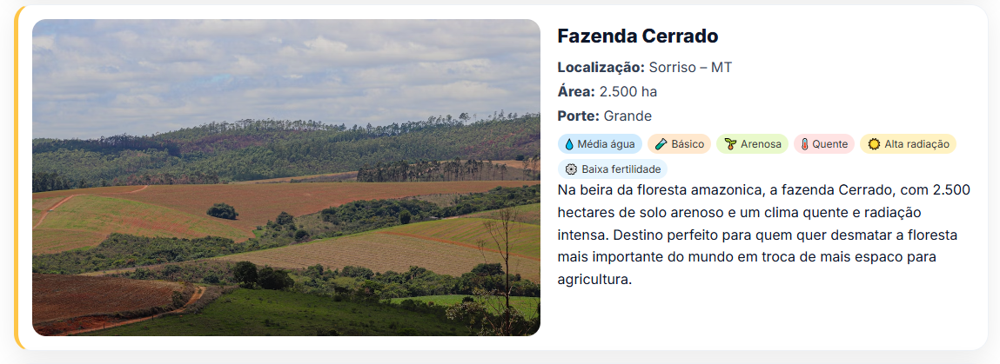 Fazenda Cerrado
Localização: Sorriso – MT
Área: 2.500 ha
Porte: Grande
Média água Básico Arenosa Quente Alta radiação
Baixa fertilidade
Na beira da floresta amazonica, a fazenda Cerrado, com 2.500
hectares de solo arenoso e um clima quente e radiação
intensa. Destino perfeito para quem quer desmatar a floresta
mais importante do mundo em troca de mais espaco para
agricultura.